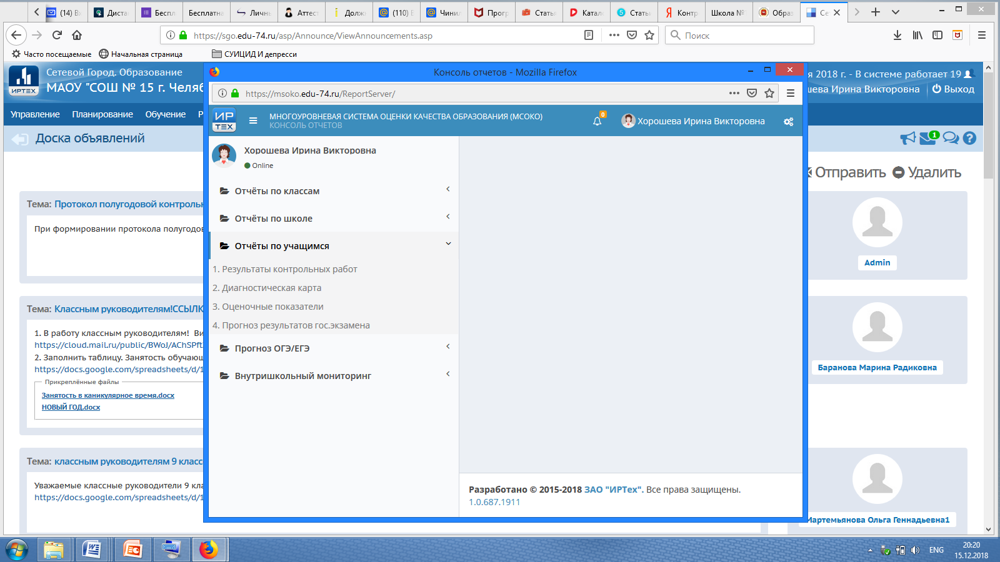 (14) В
Диста
Беспл
Бесплатна
Личн
Аттест
Должн
(110) В
Чинил
Прогр
Статья
Катал
Стать
Контр
Школа №
Образ
Се
https://sgo.edu-74.ru/asp/Announce/ViewAnnouncements.asp
Поиск
Часто посещаемые
Начальная страница
СУИЦИД И депресси
Сетевой Город. Образование
МАОУ "СОШ № 15 г. Челяб
ИРТЕХ
я 2018 г. - В системе работает 19
шева Ирина Викторовна
Выход
Управление
Планирование
Обучение
Р
Доска объявлений
1
Отправить
Удалить
Тема: Протокол полугодовой контрольн
При формировании протокола полугодов
Admin
Тема: Классным руководителям!ССЫЛК
1. В работу классным руководителям! Ви
https://cloud.mail.ru/public/BWoJ/AChSPft
2. Заполнить таблицу. Занятость обучающ
https://docs.google.com/spreadsheets/d/1
Прикреплённые файлы
Занятость в каникулярное время.docx
НОВЫЙ ГОД.docx
Баранова Марина Радиковна
Тема: классным руководителям 9 класс
Уважаемые классные руководители 9 кла
https://docs.google.com/spreadsheets/d/1
Мартемьянова Ольга Геннадьевна1
Консоль отчетов - Mozilla Firefox
https://msoko.edu-74.ru/ReportServer/
ИР
ТЕХ
МНОГОУРОВНЕВАЯ СИСТЕМА ОЦЕНКИ КАЧЕСТВА ОБРАЗОВАНИЯ (МСОКО)
КОНСОЛЬ ОТЧЕТОВ
0
Хорошева Ирина Викторовна
Хорошева Ирина Викторовна
Online
Отчёты по классам
Отчёты по школе
Отчёты по учащимся
1. Результаты контрольных работ
2. Диагностическая карта
3. Оценочные показатели
4. Прогноз результатов гос.экзамена
Прогноз ОГЭ/ЕГЭ
Внутришкольный мониторинг
Разработано © 2015-2018 ЗАО "ИРТех". Все права защищены.
1.0.687.1911
ENG
20:20
15.12.2018